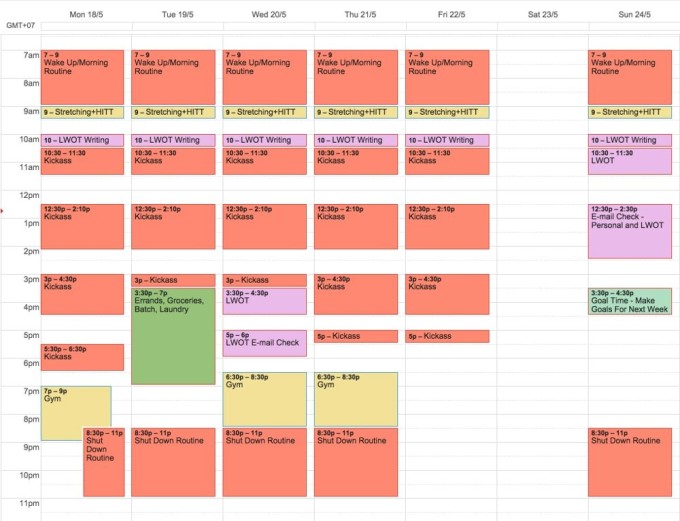 Mon 18/5 Tue 19/5 Wed 20/5 Thu 21/5 Fri 22/5 Sat 23/5 Sun 24/5
GMT+07
7am
8am
9am
10am
11am
12pm
1pm
2pm
3pm
4pm
5pm
6pm
7pm
8pm
9pm
10pm
11pm
7 – 9
Wake Up/Morning
Routine
9 – Stretching+HITT
10 – LWOT Writing
10:30 – 11:30
Kickass
12:30p – 2:10p
Kickass
3p – 4:30p
Kickass
5:30p – 6:30p
Kickass
7p – 9p
Gym
8:30p – 11p
Shut
Down
Routine
7 – 9
Wake Up/Morning
Routine
9 – Stretching+HITT
10 – LWOT Writing
10:30 – 11:30
Kickass
12:30p – 2:10p
Kickass
3p – Kickass
3:30p – 7p
Errands, Groceries,
Batch, Laundry
8:30p – 11p
Shut Down Routine
7 – 9
Wake Up/Morning
Routine
9 – Stretching+HITT
10 – LWOT Writing
10:30 – 11:30
Kickass
12:30p – 2:10p
Kickass
3p – Kickass
3:30p – 4:30p
LWOT
5p – 6p
LWOT E-mail Check
6:30p – 8:30p
Gym
8:30p – 11p
Shut Down Routine
7 – 9
Wake Up/Morning
Routine
9 – Stretching+HITT
10 – LWOT Writing
10:30 – 11:30
Kickass
12:30p – 2:10p
Kickass
3p – 4:30p
Kickass
5p – Kickass
6:30p – 8:30p
Gym
8:30p – 11p
Shut Down Routine
7 – 9
Wake Up/Morning
Routine
9 – Stretching+HITT
10 – LWOT Writing
10:30 – 11:30
Kickass
12:30p – 2:10p
Kickass
3p – 4:30p
Kickass
5p – Kickass
7 – 9
Wake Up/Morning
Routine
9 – Stretching+HITT
10 – LWOT Writing
10:30 – 11:30
LWOT
12:30p – 2:30p
E-mail Check -
Personal and LWOT
3:30p – 4:30p
Goal Time - Make
Goals For Next Week
8:30p – 11p
Shut Down Routine